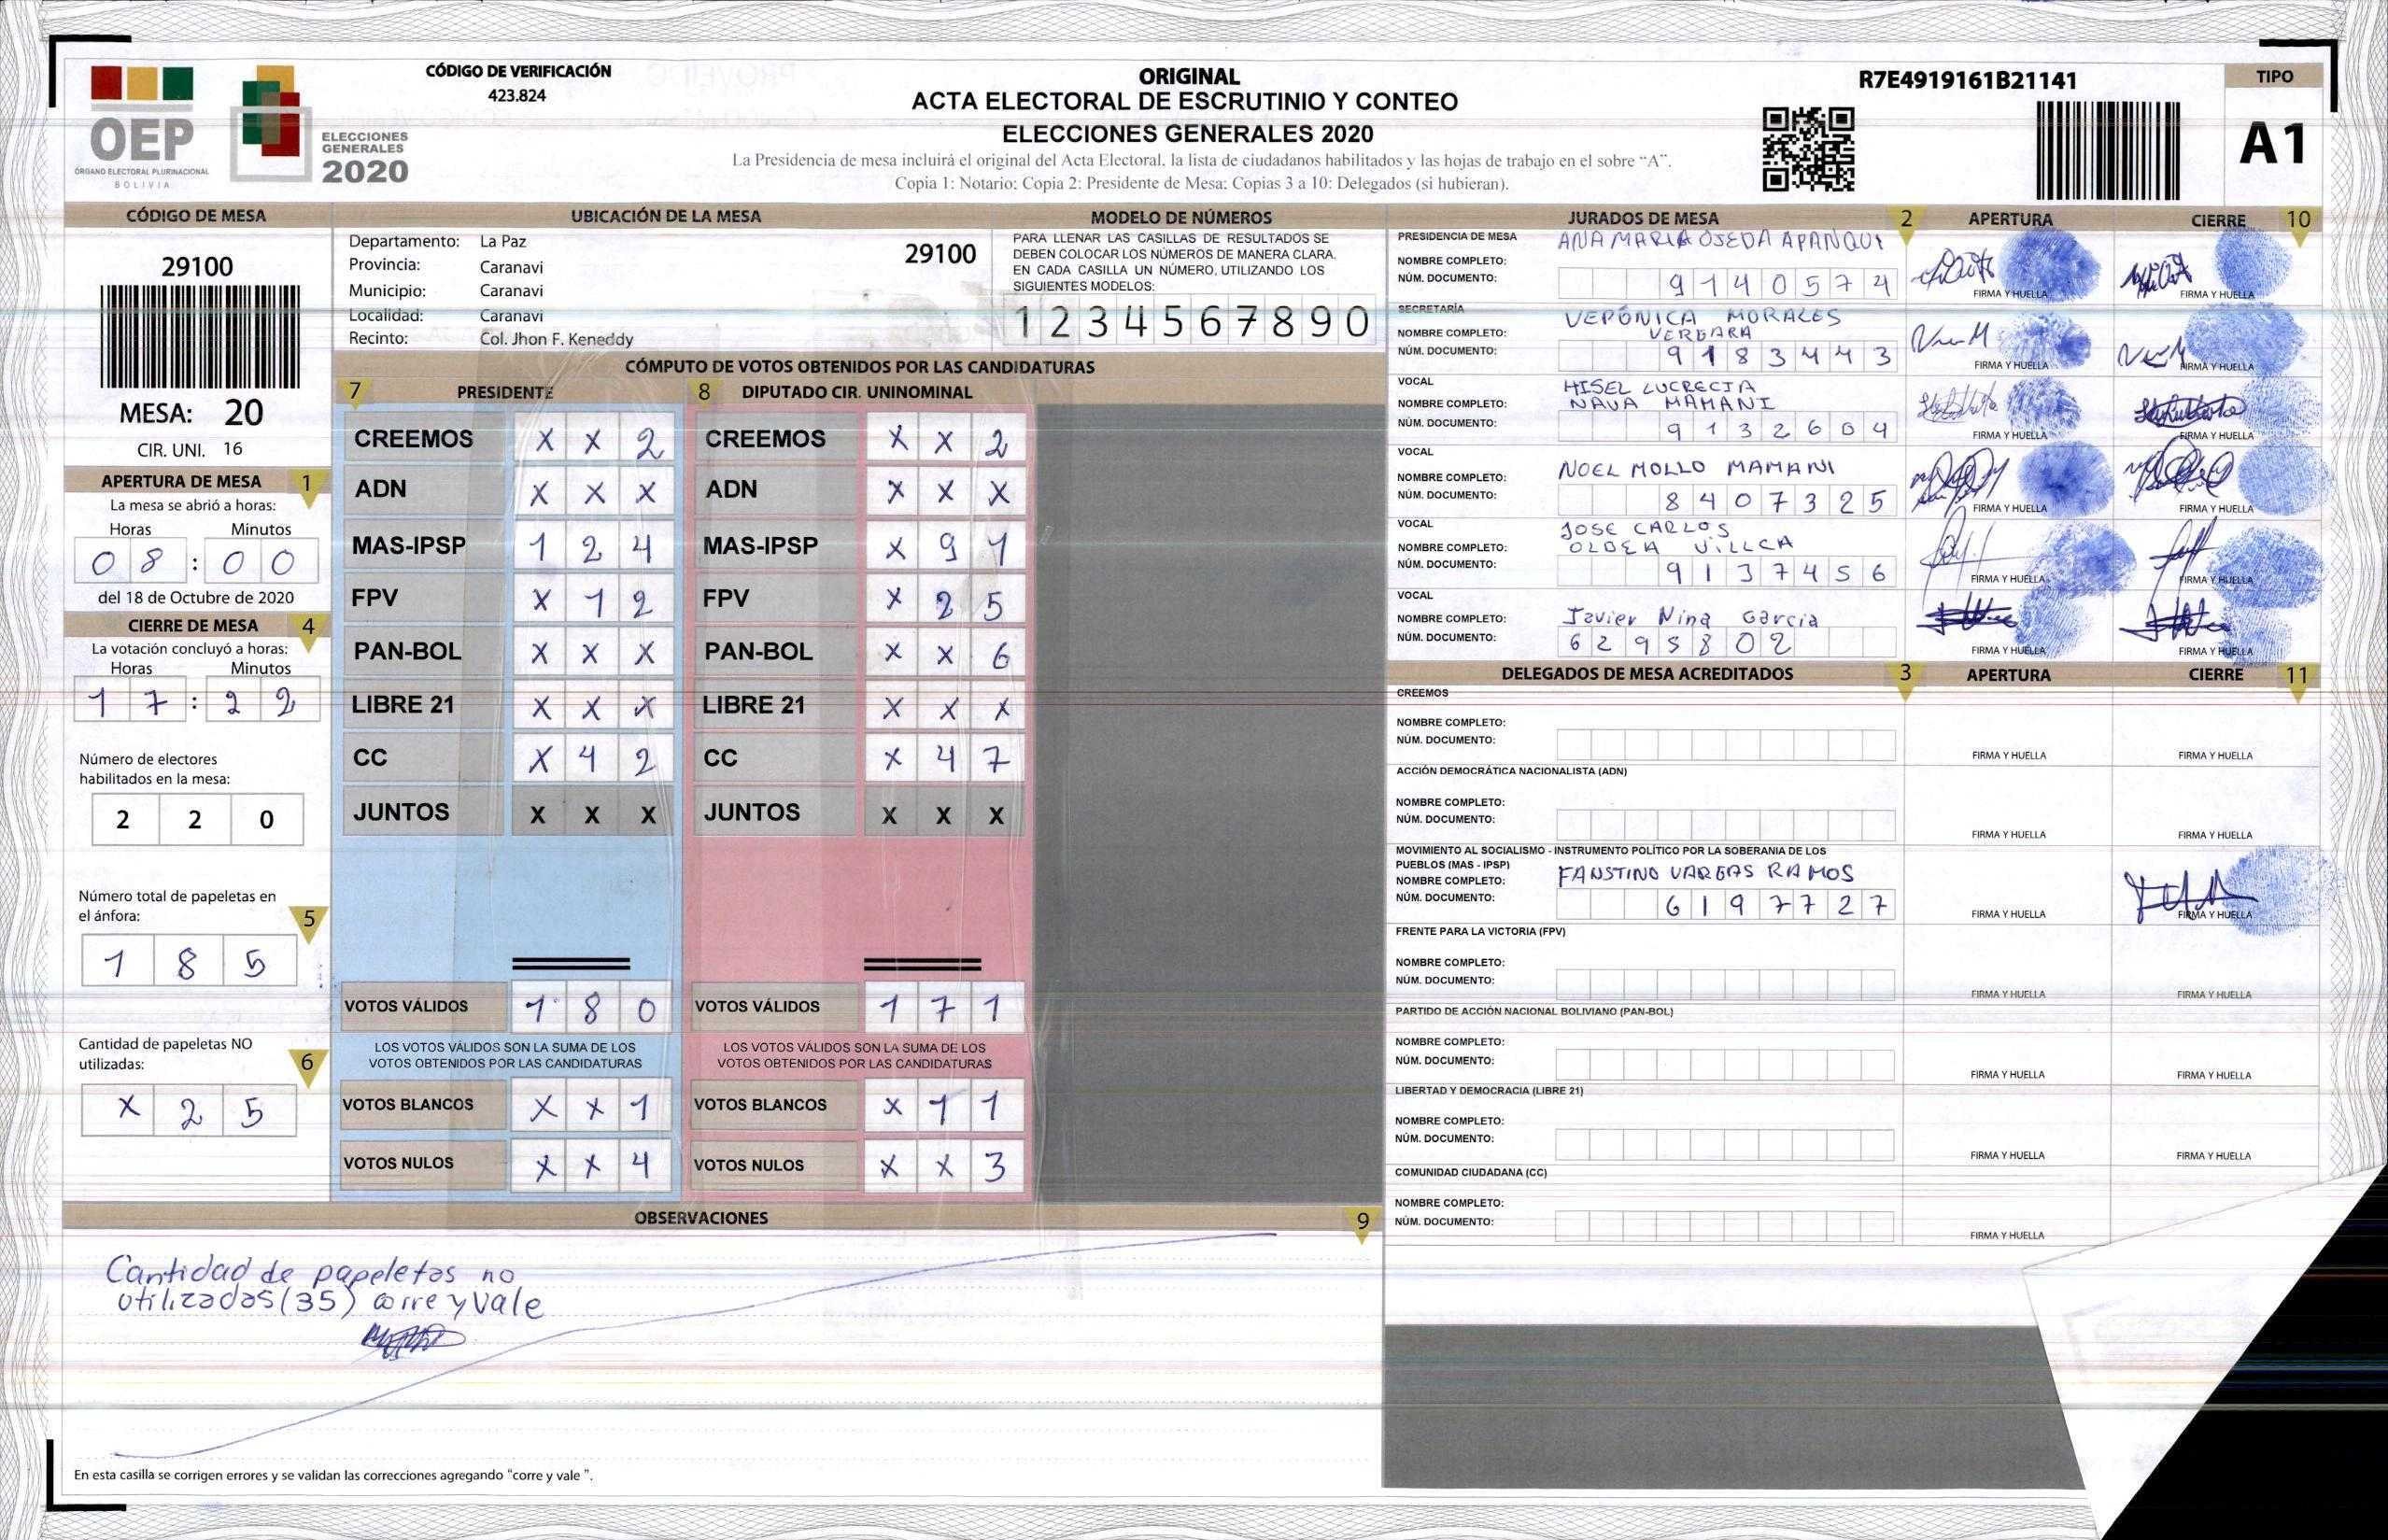 OEP
ÓRGANO ELECTORAL PLURINACIONAL
BOLIVIA
ELECCIONES
GENERALES
2020
CÓDIGO DE VERIFICACIÓN
423.824
ORIGINAL
ACTA ELECTORAL DE ESCRUTINIO Y CONTEO
ELECCIONES GENERALES 2020
La Presidencia de mesa incluirá el original del Acta Electoral, la lista de ciudadanos habilitados y las hojas de trabajo en el sobre “A”.
Copia 1: Notario; Copia 2: Presidente de Mesa; Copias 3 a 10: Delegados (si hubieran).
R7E4919161B21141
TIPO
A1
CÓDIGO DE MESA
29100
MESA: 20
CIR. UNI. 16
APERTURA DE MESA 1
La mesa se abrió a horas:
Horas Minutos
0 8 : 0 0
del 18 de Octubre de 2020
CIERRE DE MESA 4
La votación concluyó a horas:
Horas Minutos
1 7 : 2 2
Número de electores
habilitados en la mesa:
2 2 0
Número total de papeletas en
el ánfora: 5
1 8 5
Cantidad de papeletas NO
utilizadas: 6
X 2 5
UBICACIÓN DE LA MESA
Departamento: La Paz 29100
Provincia: Caranavi
Municipio: Caranavi
Localidad: Caranavi
Recinto: Col. Jhon F. Keneddy
MODELO DE NÚMEROS
PARA LLENAR LAS CASILLAS DE RESULTADOS SE
DEBEN COLOCAR LOS NÚMEROS DE MANERA CLARA.
EN CADA CASILLA UN NÚMERO, UTILIZANDO LOS
SIGUIENTES MODELOS:
1 2 3 4 5 6 7 8 9 0
CÓMPUTO DE VOTOS OBTENIDOS POR LAS CANDIDATURAS
7 PRESIDENTE 8 DIPUTADO CIR. UNINOMINAL
CREEMOS X X 2 CREEMOS X X 2
ADN X X X ADN X X X
MAS-IPSP 1 2 4 MAS-IPSP X 9 1
FPV X 1 2 FPV X 2 5
PAN-BOL X X X PAN-BOL X X 6
LIBRE 21 X X X LIBRE 21 X X X
CC X 4 2 CC X 4 7
JUNTOS X X X JUNTOS X X X
VOTOS VÁLIDOS 1 8 0 VOTOS VÁLIDOS 1 7 1
LOS VOTOS VÁLIDOS SON LA SUMA DE LOS LOS VOTOS VÁLIDOS SON LA SUMA DE LOS
VOTOS OBTENIDOS POR LAS CANDIDATURAS VOTOS OBTENIDOS POR LAS CANDIDATURAS
VOTOS BLANCOS X X 1 VOTOS BLANCOS X 1 1
VOTOS NULOS X X 4 VOTOS NULOS X X 3
OBSERVACIONES 9
Cantidad de papeletas no
utilizadas (35) corre y vale
En esta casilla se corrigen errores y se validan las correcciones agregando "corre y vale ".
JURADOS DE MESA 2 APERTURA CIERRE 10
PRESIDENCIA DE MESA ANA MARIA OJEDA APANQUI
NOMBRE COMPLETO:
NÚM. DOCUMENTO: 9 1 4 0 5 7 4
FIRMA Y HUELLA FIRMA Y HUELLA
SECRETARÍA VERÓNICA MORALES
NOMBRE COMPLETO: VERGARA
NÚM. DOCUMENTO: 9 1 8 3 4 4 3
FIRMA Y HUELLA FIRMA Y HUELLA
VOCAL HISEL LUCRECIA
NOMBRE COMPLETO: NAVA MAMANI
NÚM. DOCUMENTO: 9 1 3 2 6 0 4
FIRMA Y HUELLA FIRMA Y HUELLA
VOCAL
NOMBRE COMPLETO: NOEL MOLLO MAMANI
NÚM. DOCUMENTO: 8 4 0 7 3 2 5
FIRMA Y HUELLA FIRMA Y HUELLA
VOCAL JOSE CARLOS
NOMBRE COMPLETO: OLBEA VILLCA
NÚM. DOCUMENTO: 9 1 3 7 4 5 6
FIRMA Y HUELLA FIRMA Y HUELLA
VOCAL
NOMBRE COMPLETO: Javier Nina Garcia
NÚM. DOCUMENTO: 6 2 9 5 8 0 2
FIRMA Y HUELLA FIRMA Y HUELLA
DELEGADOS DE MESA ACREDITADOS 3 APERTURA CIERRE 11
CREEMOS
NOMBRE COMPLETO:
NÚM. DOCUMENTO:
FIRMA Y HUELLA FIRMA Y HUELLA
ACCIÓN DEMOCRÁTICA NACIONALISTA (ADN)
NOMBRE COMPLETO:
NÚM. DOCUMENTO:
FIRMA Y HUELLA FIRMA Y HUELLA
MOVIMIENTO AL SOCIALISMO - INSTRUMENTO POLÍTICO POR LA SOBERANIA DE LOS
PUEBLOS (MAS - IPSP)
NOMBRE COMPLETO: FANSTINO VARGAS RAMOS
NÚM. DOCUMENTO: 6 1 9 7 7 2 7
FIRMA Y HUELLA FIRMA Y HUELLA
FRENTE PARA LA VICTORIA (FPV)
NOMBRE COMPLETO:
NÚM. DOCUMENTO:
FIRMA Y HUELLA FIRMA Y HUELLA
PARTIDO DE ACCIÓN NACIONAL BOLIVIANO (PAN-BOL)
NOMBRE COMPLETO:
NÚM. DOCUMENTO:
FIRMA Y HUELLA FIRMA Y HUELLA
LIBERTAD Y DEMOCRACIA (LIBRE 21)
NOMBRE COMPLETO:
NÚM. DOCUMENTO:
FIRMA Y HUELLA FIRMA Y HUELLA
COMUNIDAD CIUDADANA (CC)
NOMBRE COMPLETO:
NÚM. DOCUMENTO:
FIRMA Y HUELLA